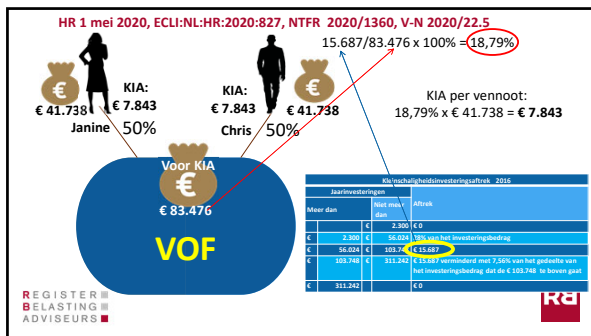 HR 1 mei 2020, ECLI:NL:HR:2020:827, NTFR 2020/1360, V-N 2020/22.5
15.687/83.476 x 100% = 18,79%
€
KIA:
€ 7.843
€ 41.738
Janine 50%
KIA:
€ 7.843
€
€ 41.738
Chris 50%
KIA per vennoot:
18,79% x € 41.738 = € 7.843
Voor KIA
€
€ 83.476
VOF
Kleinschaligheidsinvesteringsaftrek 2016
Jaarinvesteringen
Meer dan
Niet meer dan
Aftrek
€ 2.300 € 0
€ 2.300 € 56.024 28% van het investeringsbedrag
€ 56.024 € 103.748 € 15.687
€ 103.748 € 311.242 € 15.687 verminderd met 7,56% van het gedeelte van
het investeringsbedrag dat de € 103.748 te boven gaat
€ 311.242 € 0
REGISTER
BELASTING
ADVISEURS
RB